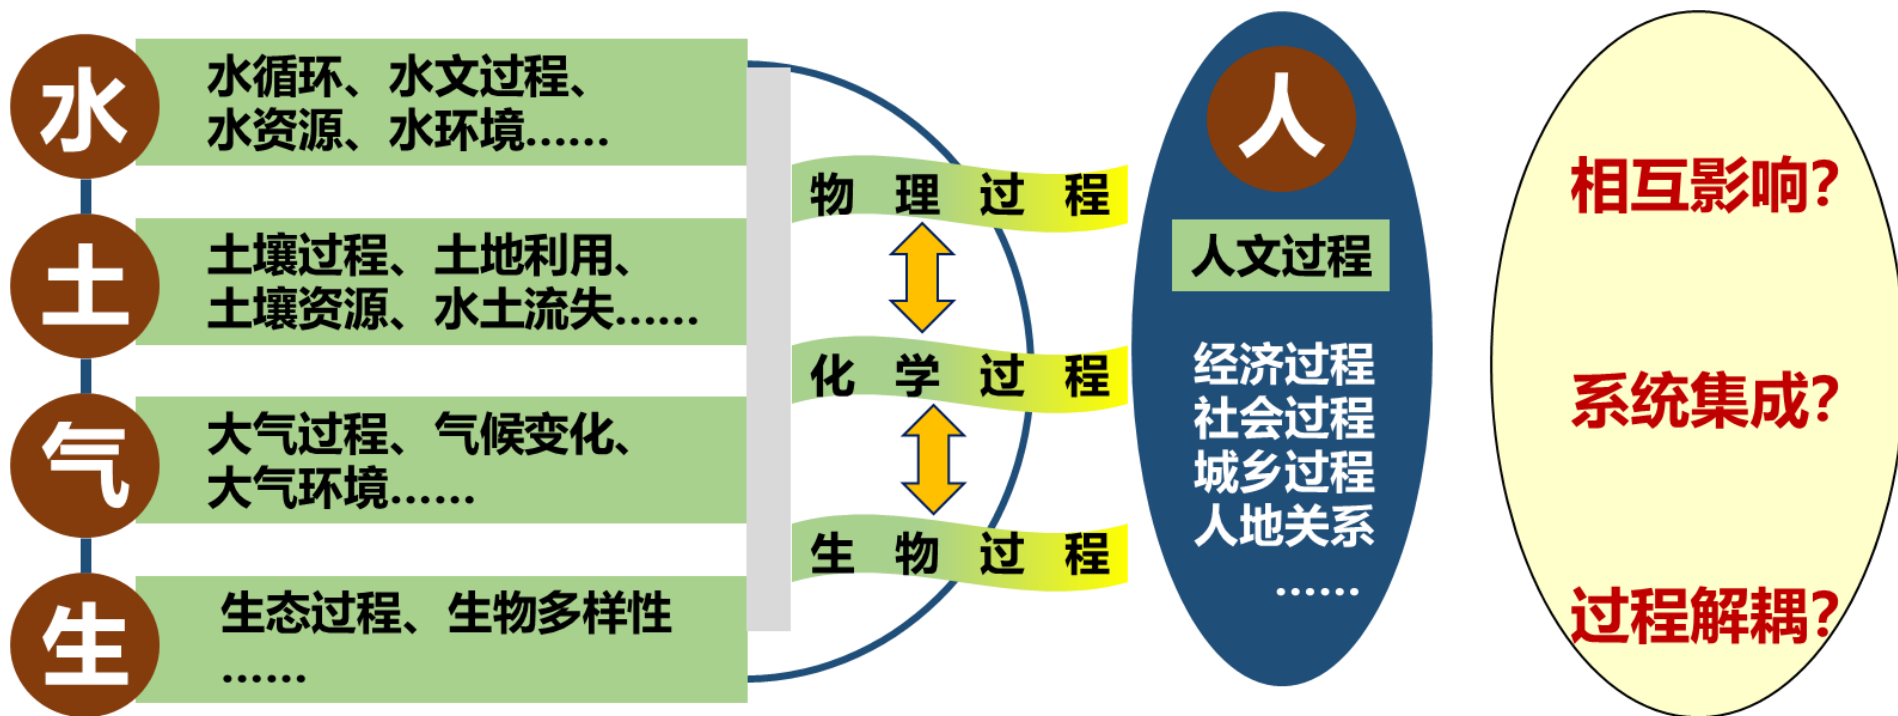 水
水循环、水文过程、
水资源、水环境......
土
土壤过程、土地利用、
土壤资源、水土流失......
气
大气过程、气候变化、
大气环境......
生
生态过程、生物多样性
......
物理过程
化学过程
生物过程
人
人文过程
经济过程
社会过程
城乡过程
人地关系
......
相互影响?
系统集成?
过程解耦?